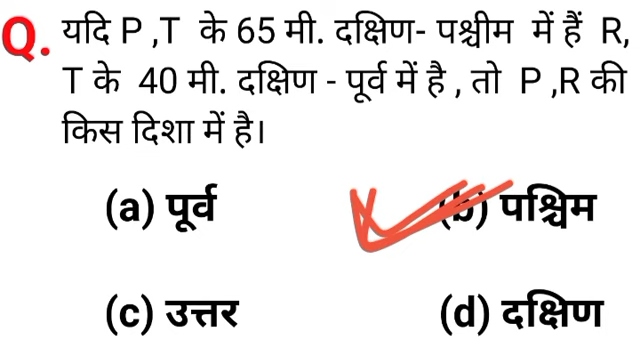 Q. यदि P ,T के 65 मी. दक्षिण- पश्चीम में हैं R,
T के 40 मी. दक्षिण - पूर्व में है , तो P ,R की
किस दिशा में है।
(a) पूर्व (b) पश्चिम
(c) उत्तर (d) दक्षिण